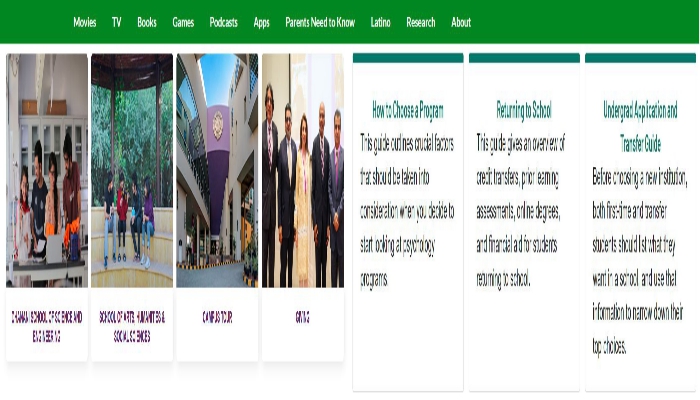 Movies TV Books Games Podcasts Apps Parents Need to Know Latino Research About
How to Choose a Program
This guide outlines crucial factors
that should be taken into
consideration when you decide to
start looking at psychology
programs.
Returning to School
This guide gives an overview of
credit transfers, prior learning
assessments, online degrees,
and financial aid for students
returning to school.
Undergrad Application and
Transfer Guide
Before choosing a new institution,
both first-time and transfer
students should list what they
want in a school, and use that
information to narrow down their
top choices.
SCHOOL OF SCIENCE AND
ENGINEERING
SCHOOL OF ARTS, HUMANITIES &
SOCIAL SCIENCES
CAMPUS TOUR
GIVING